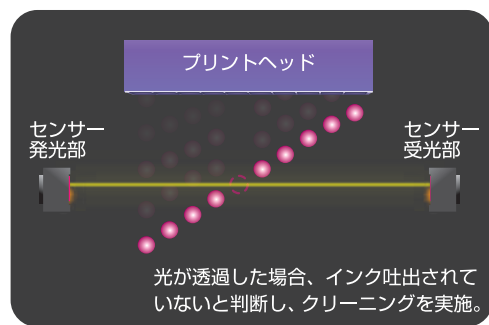 プリントヘッド
センサー
発光部
センサー
受光部
光が透過した場合、インク吐出されて
いないと判断し、クリーニングを実施。